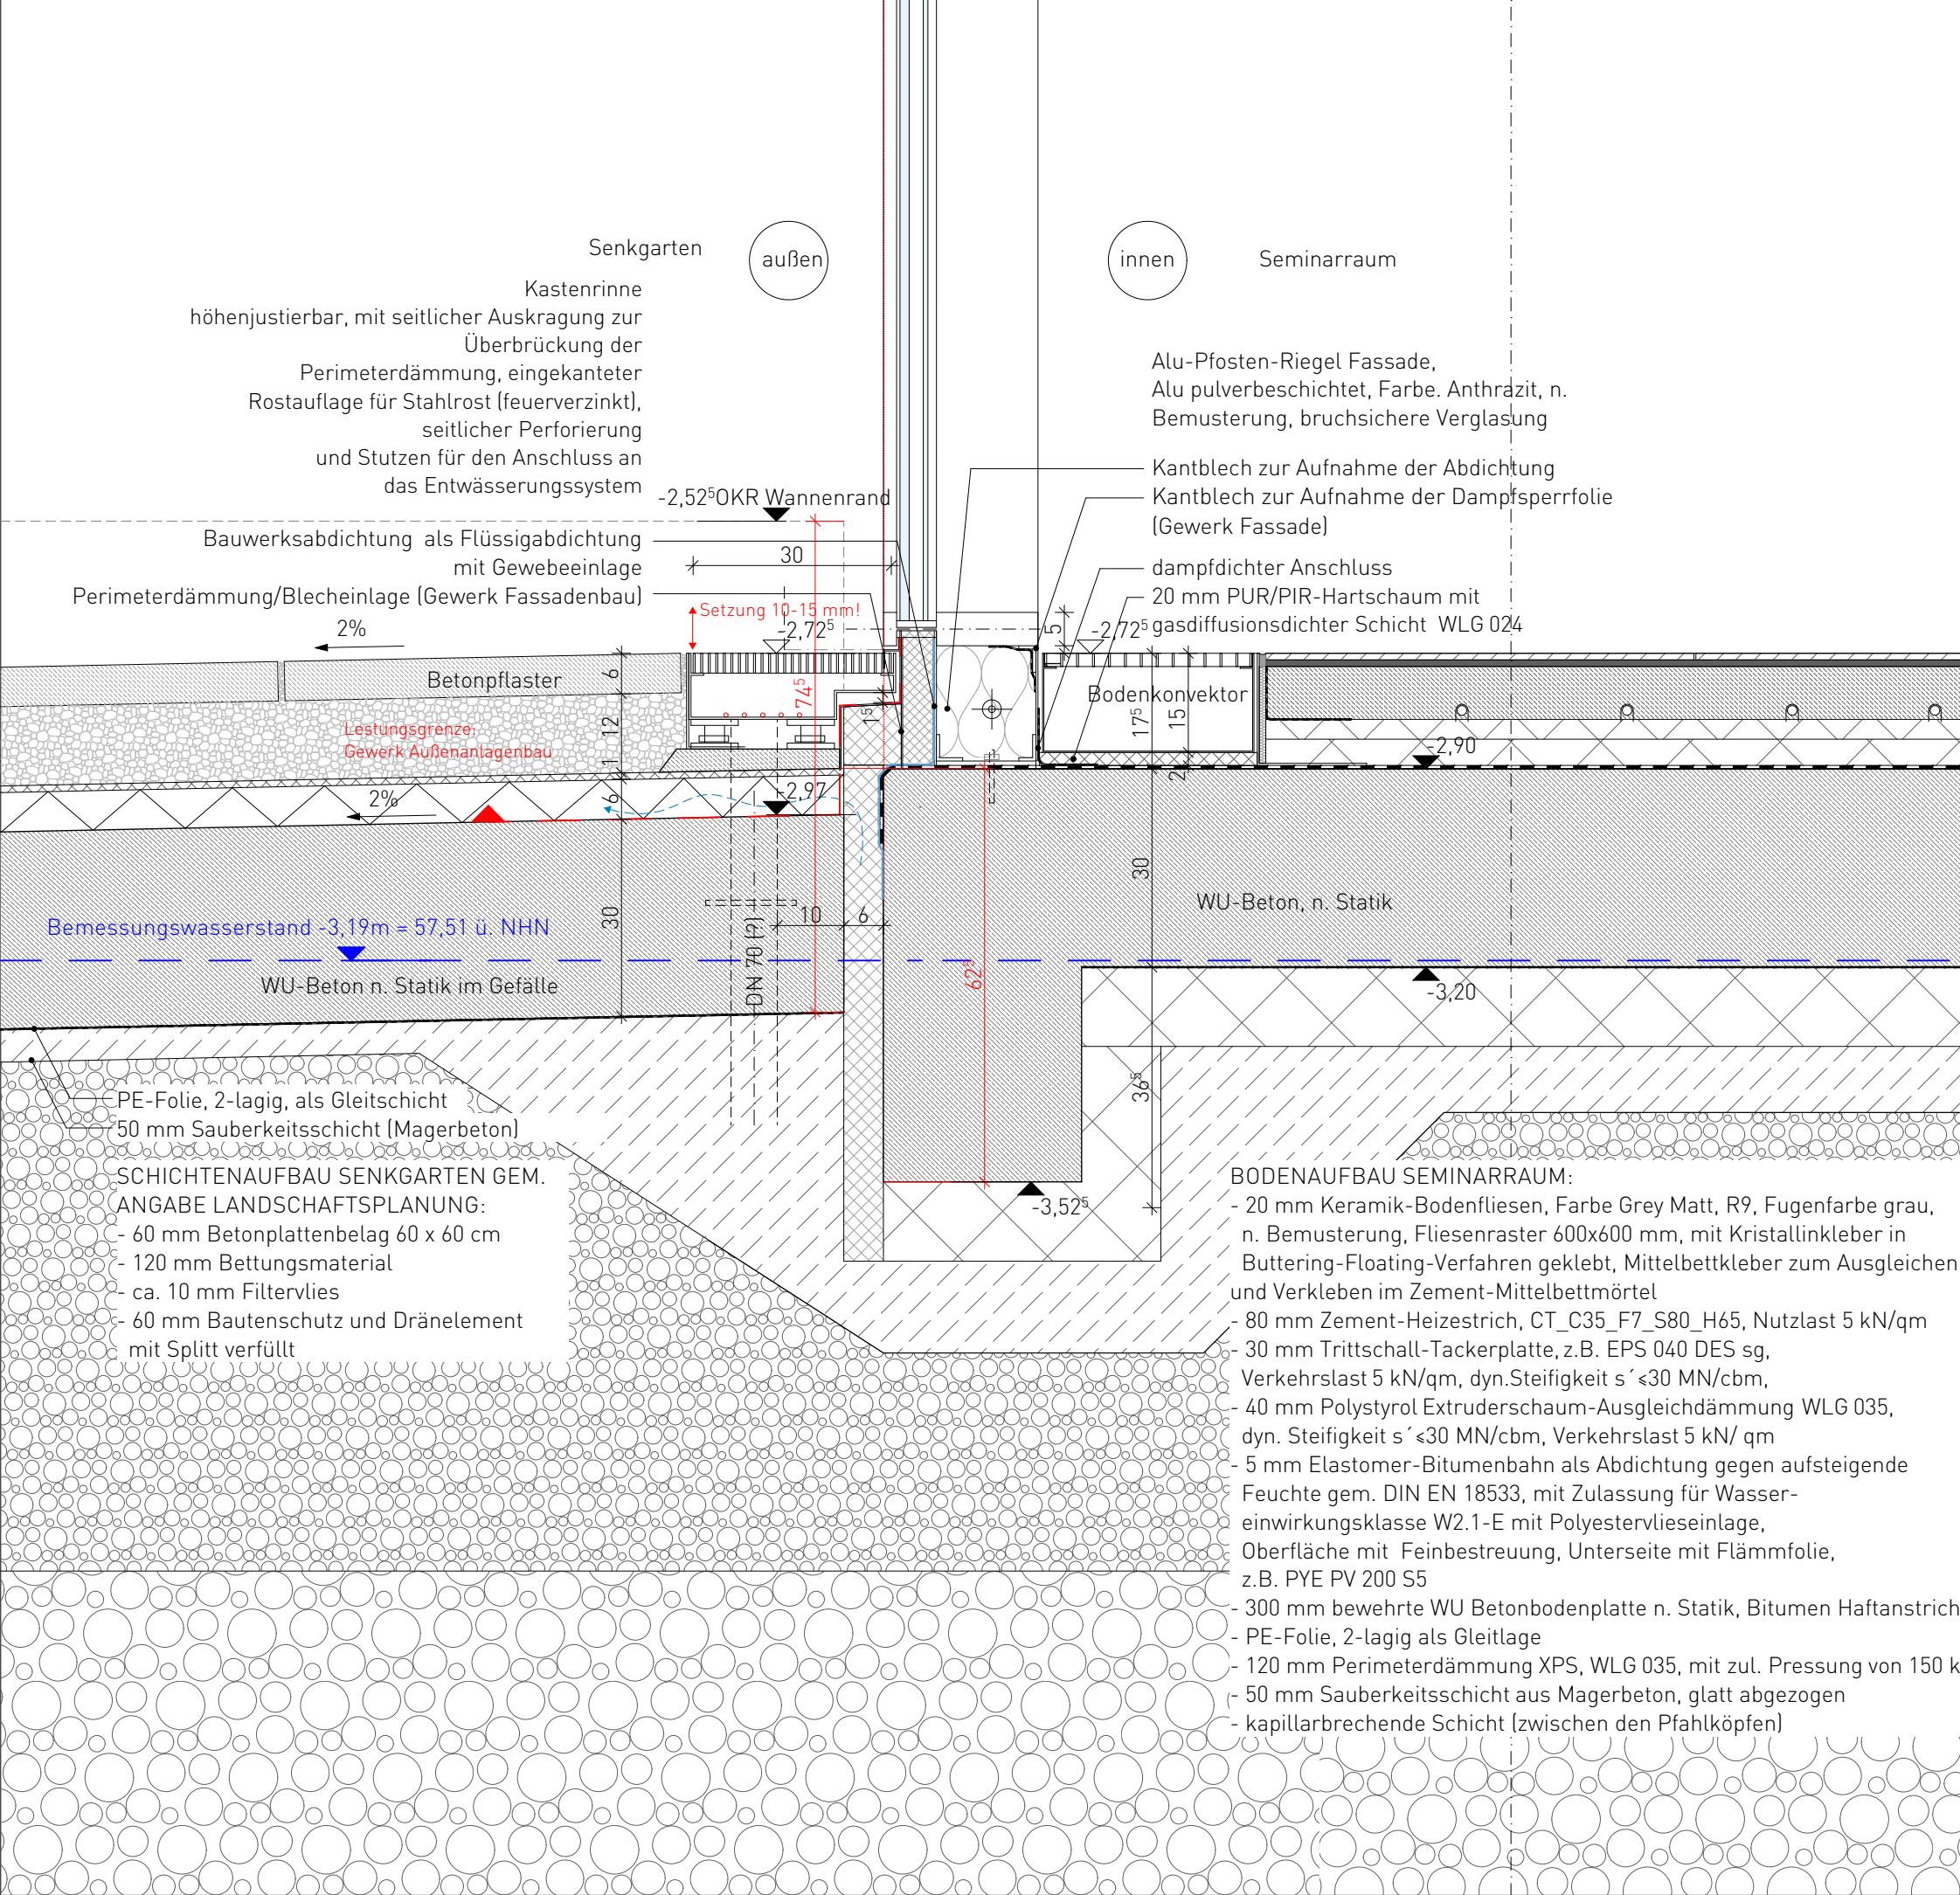 Senkgarten
außen
innen
Seminarraum
Kastenrinne
höhenjustierbar, mit seitlicher Auskragung zur
Überbrückung der
Perimeterdämmung, eingekanteter
Rostauflage für Stahlrost (feuerverzinkt),
seitlicher Perforierung
und Stutzen für den Anschluss an
das Entwässerungssystem
-2,52⁵OKR Wannenrand
Bauwerksabdichtung als Flüssigabdichtung
mit Gewebeeinlage
Perimeterdämmung/Blecheinlage (Gewerk Fassadenbau)
30
Setzung 10-15 mm!
-2,72⁵
2%
Alu-Pfosten-Riegel Fassade,
Alu pulverbeschichtet, Farbe. Anthrazit, n.
Bemusterung, bruchsichere Verglasung
Kantblech zur Aufnahme der Abdichtung
Kantblech zur Aufnahme der Dampfsperrfolie
(Gewerk Fassade)
dampfdichter Anschluss
20 mm PUR/PIR-Hartschaum mit
gasdiffusionsdichter Schicht WLG 024
5
-2,72⁵
Betonpflaster
6
74⁵
1⁵
Bodenkonvektor
17⁵
15
12
Lestungsgrenze:
Gewerk Außenanlagenbau
1
2
-2,90
6
2%
-2,97
30
10
6
30
WU-Beton, n. Statik
Bemessungswasserstand -3,19m = 57,51 ü. NHN
DN 70 (?)
62⁵
WU-Beton n. Statik im Gefälle
-3,20
36⁵
-3,52⁵
PE-Folie, 2-lagig, als Gleitschicht
50 mm Sauberkeitsschicht (Magerbeton)
SCHICHTENAUFBAU SENKGARTEN GEM.
ANGABE LANDSCHAFTSPLANUNG:
- 60 mm Betonplattenbelag 60 x 60 cm
- 120 mm Bettungsmaterial
- ca. 10 mm Filtervlies
- 60 mm Bautenschutz und Dränelement
mit Splitt verfüllt
BODENAUFBAU SEMINARRAUM:
- 20 mm Keramik-Bodenfliesen, Farbe Grey Matt, R9, Fugenfarbe grau,
n. Bemusterung, Fliesenraster 600x600 mm, mit Kristallinkleber in
Buttering-Floating-Verfahren geklebt, Mittelbettkleber zum Ausgleichen
und Verkleben im Zement-Mittelbettmörtel
- 80 mm Zement-Heizestrich, CT_C35_F7_S80_H65, Nutzlast 5 kN/qm
- 30 mm Trittschall-Tackerplatte, z.B. EPS 040 DES sg,
Verkehrslast 5 kN/qm, dyn.Steifigkeit s´≤30 MN/cbm,
- 40 mm Polystyrol Extruderschaum-Ausgleichdämmung WLG 035,
dyn. Steifigkeit s´≤30 MN/cbm, Verkehrslast 5 kN/ qm
- 5 mm Elastomer-Bitumenbahn als Abdichtung gegen aufsteigende
Feuchte gem. DIN EN 18533, mit Zulassung für Wasser-
einwirkungsklasse W2.1-E mit Polyestervlieseinlage,
Oberfläche mit Feinbestreuung, Unterseite mit Flämmfolie,
z.B. PYE PV 200 S5
- 300 mm bewehrte WU Betonbodenplatte n. Statik, Bitumen Haftanstrich
- PE-Folie, 2-lagig als Gleitlage
- 120 mm Perimeterdämmung XPS, WLG 035, mit zul. Pressung von 150 k
- 50 mm Sauberkeitsschicht aus Magerbeton, glatt abgezogen
- kapillarbrechende Schicht (zwischen den Pfahlköpfen)